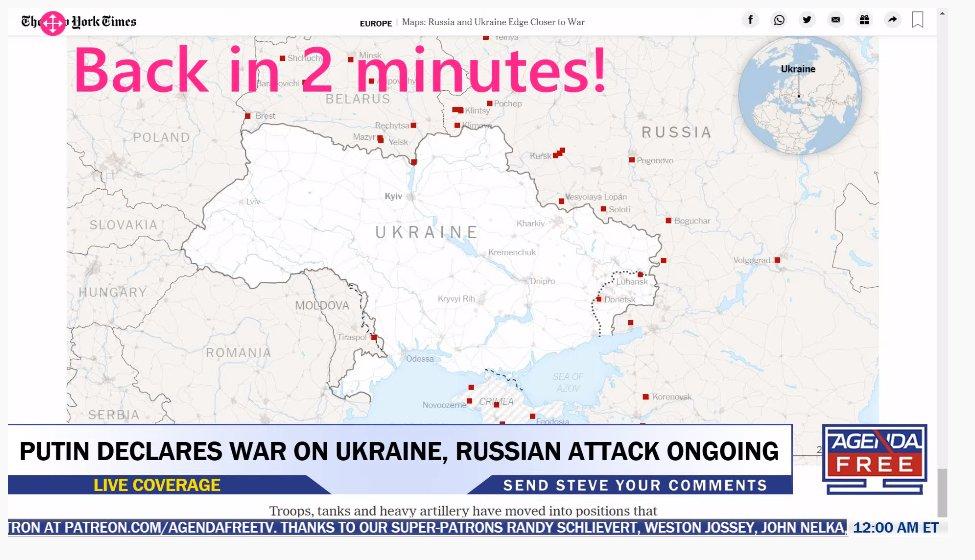 The New York Times
EUROPE | Maps: Russia and Ukraine Edge Closer to War
Back in 2 minutes!
Ukraine
Yelnya
Minsk
BELARUS
Pochep
Klintsy
Brest
Rechytsa
Klimovo
RUSSIA
POLAND
Mazyr
Yelsk
Kursk
Pogonovo
Lviv
Kyiv
Vesyolaya Lopan
Soloti
SLOVAKIA
Kharkiv
Boguchar
UKRAINE
Kremenchuk
Volgograd
Dnipro
Luhansk
HUNGARY
MOLDOVA
Kryvyi Rih
Donetsk
Tiraspol
ROMANIA
Odessa
SEA OF
AZOV
Novoozerne
CRIMEA
Korenovsk
SERBIA
Feodosia
PUTIN DECLARES WAR ON UKRAINE, RUSSIAN ATTACK ONGOING
AGENDA
FREE
LIVE COVERAGE
SEND STEVE YOUR COMMENTS
Troops, tanks and heavy artillery have moved into positions that
TRON AT PATREON.COM/AGENDAFREETV. THANKS TO OUR SUPER-PATRONS RANDY SCHLIEVERT, WESTON JOSSEY, JOHN NELKA, 12:00 AM ET